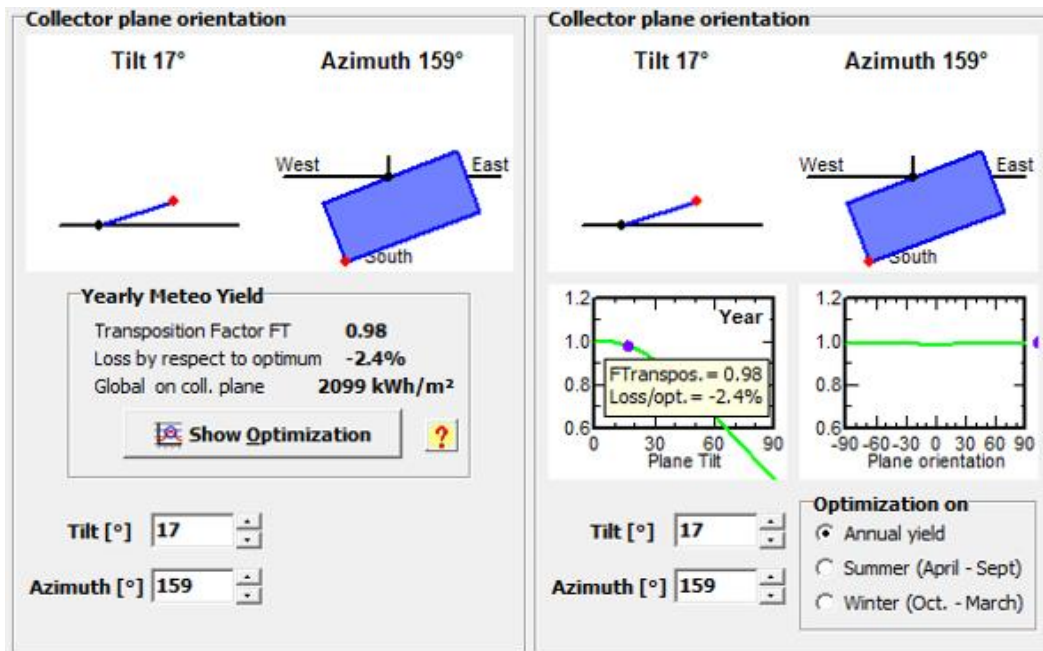 Collector plane orientation
Tilt 17° Azimuth 159°
West East
South
Yearly Meteo Yield
Transposition Factor FT 0.98
Loss by respect to optimum -2.4%
Global on coll. plane 2099 kWh/m²
Show Optimization ?
Tilt [°] 17
Azimuth [°] 159
Collector plane orientation
Tilt 17° Azimuth 159°
West East
South
1.2
1.0
0.8
0.6
Year
FTranspos.= 0.98
Loss/opt.= -2.4%
0 30 60 90
Plane Tilt
1.2
1.0
0.8
0.6
-90 -60 -30 0 30 60 90
Plane orientation
Tilt [°] 17
Azimuth [°] 159
Optimization on
Annual yield
Summer (April - Sept)
Winter (Oct. - March)